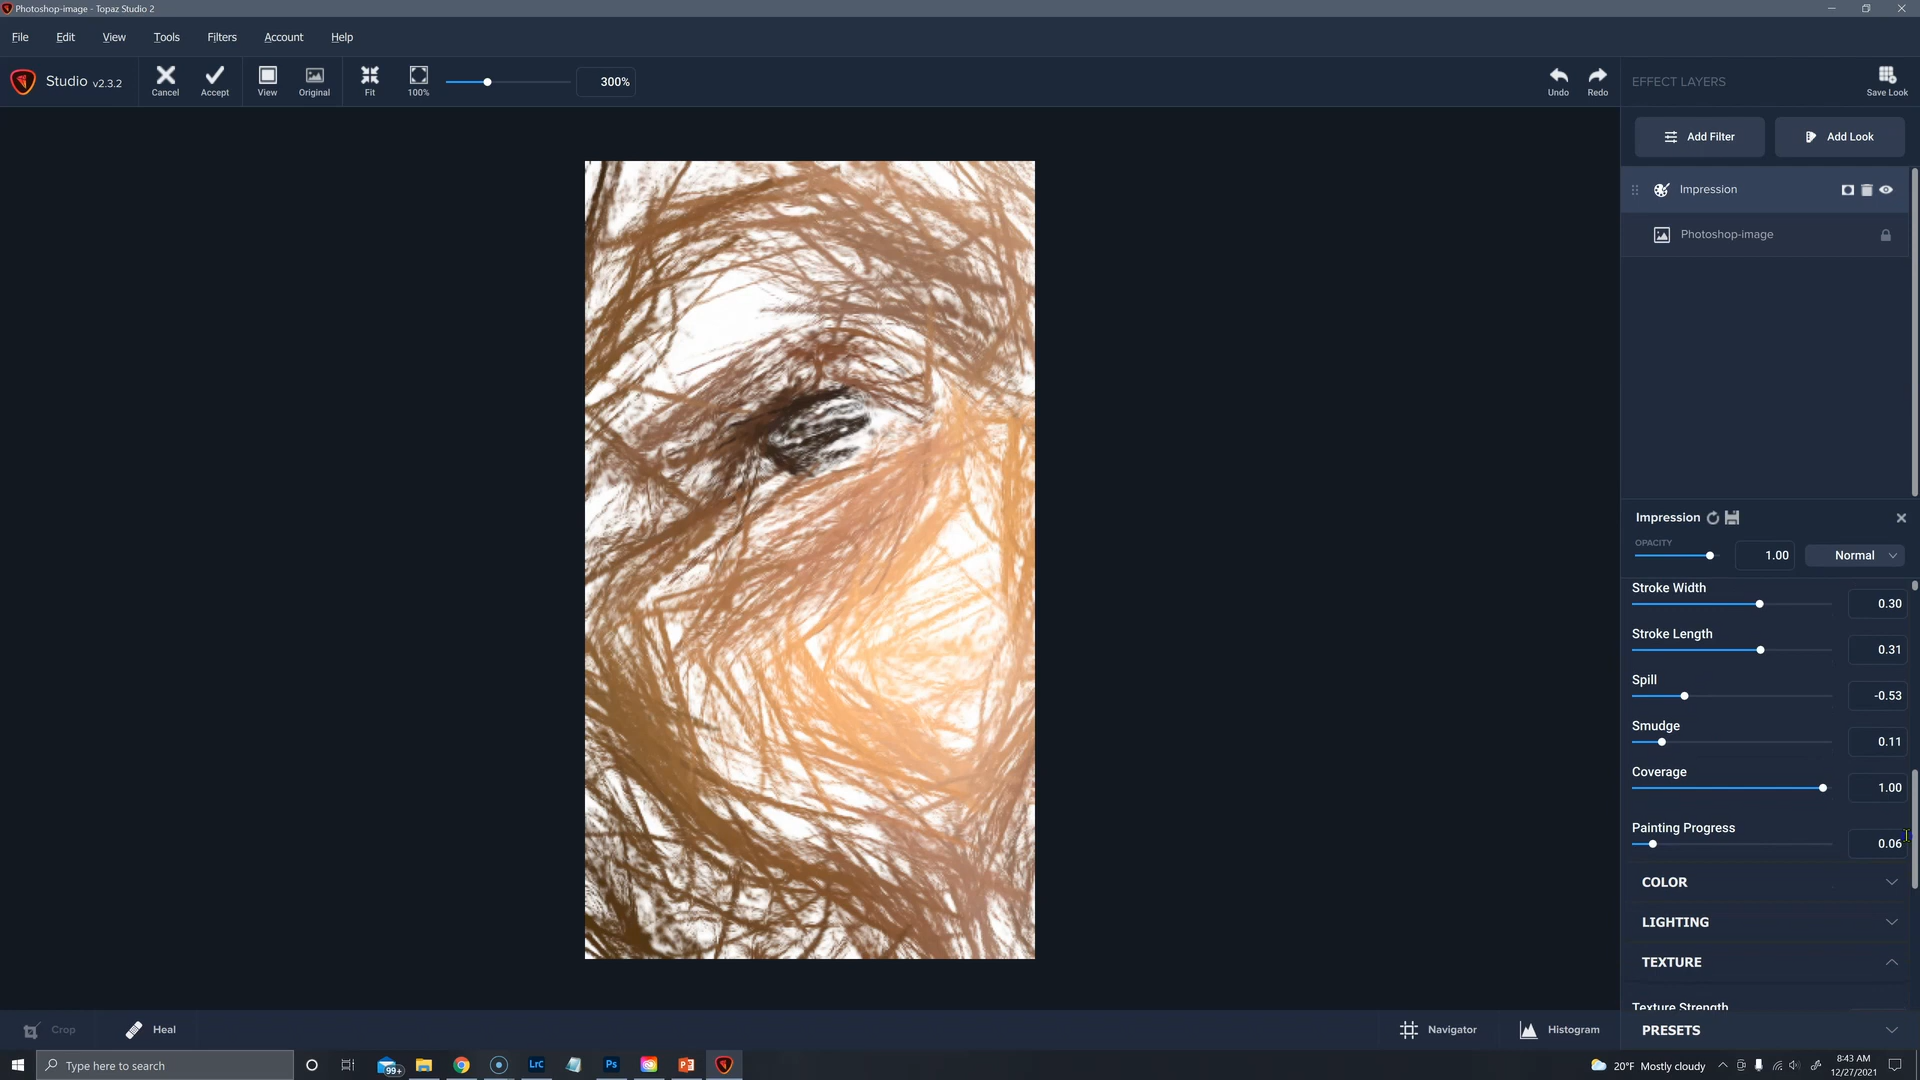 Photoshop-image - Topaz Studio 2
File Edit View Tools Filters Account Help
Studio v2.3.2
Cancel Accept View Original Fit 100% 300% Undo Redo
EFFECT LAYERS Save Look
Add Filter Add Look
Impression
Photoshop-image
Impression
OPACITY
1.00 Normal
Stroke Width
0.30
Stroke Length
0.31
Spill
-0.53
Smudge
0.11
Coverage
1.00
Painting Progress
0.06
COLOR
LIGHTING
TEXTURE
Texture Strength
PRESETS
Crop Heal Navigator Histogram
Type here to search
99+ LrC Ps
20°F Mostly cloudy
8:43 AM
12/27/2021